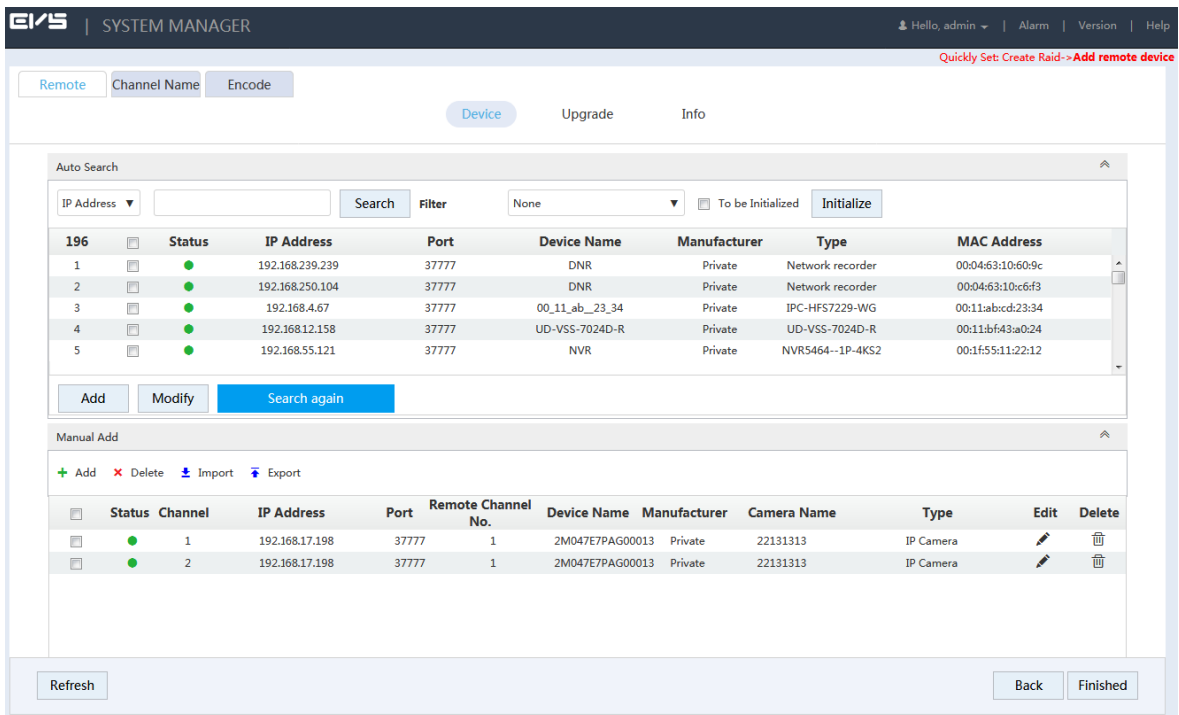 EVS | SYSTEM MANAGER Hello, admin | Alarm | Version | Help
Quickly Set: Create Raid->Add remote device
Remote Channel Name Encode
Device Upgrade Info
Auto Search
IP Address Search Filter None To be Initialized Initialize
196 Status IP Address Port Device Name Manufacturer Type MAC Address
1 192.168.239.239 37777 DNR Private Network recorder 00:04:63:10:60:9c
2 192.168.250.104 37777 DNR Private Network recorder 00:04:63:10:c6:f3
3 192.168.4.67 37777 00_11_ab__23_34 Private IPC-HFS7229-WG 00:11:ab:cd:23:34
4 192.168.12.158 37777 UD-VSS-7024D-R Private UD-VSS-7024D-R 00:11:bf:43:a0:24
5 192.168.55.121 37777 NVR Private NVR5464--1P-4KS2 00:1f:55:11:22:12
Add Modify Search again
Manual Add
Add Delete Import Export
Status Channel IP Address Port Remote Channel No. Device Name Manufacturer Camera Name Type Edit Delete
1 192.168.17.198 37777 1 2M047E7PAG00013 Private 22131313 IP Camera
2 192.168.17.198 37777 1 2M047E7PAG00013 Private 22131313 IP Camera
Refresh Back Finished